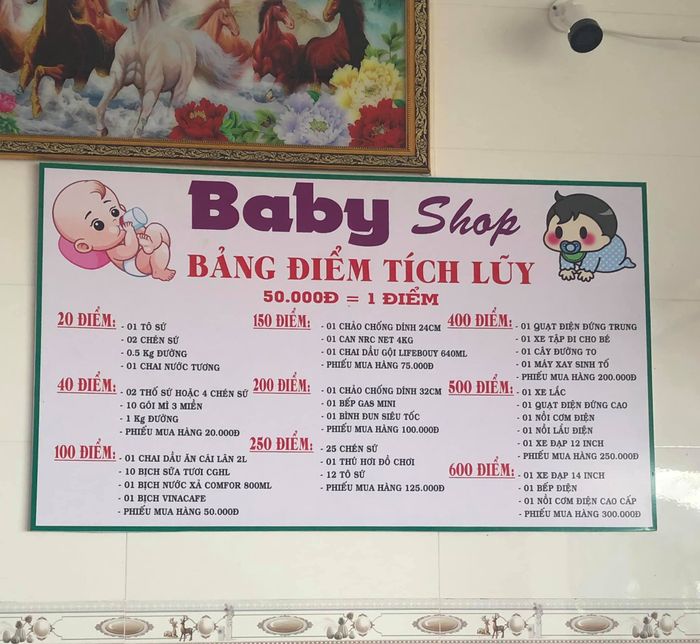 Baby Shop
BẢNG ĐIỂM TÍCH LŨY
50.000Đ = 1 ĐIỂM
20 ĐIỂM:
- 01 TÔ SỨ
- 02 CHÉN SỨ
- 0.5 Kg ĐƯỜNG
- 01 CHAI NƯỚC TƯƠNG
40 ĐIỂM:
- 02 THỐ SỨ HOẶC 4 CHÉN SỨ
- 10 GÓI MÌ 3 MIỀN
- 1 Kg ĐƯỜNG
- PHIẾU MUA HÀNG 20.000Đ
100 ĐIỂM:
- 01 CHAI DẦU ĂN CÁI LÂN 2L
- 10 BỊCH SỮA TƯƠI CGHL
- 01 BỊCH NƯỚC XẢ COMFOR 800ML
- 01 BỊCH VINACAFE
- PHIẾU MUA HÀNG 50.000Đ
150 ĐIỂM:
- 01 CHẢO CHỐNG DÍNH 24CM
- 01 CAN NRC NET 4KG
- 01 CHAI DẦU GỘI LIFEBOUY 640ML
- PHIẾU MUA HÀNG 75.000Đ
200 ĐIỂM:
- 01 CHẢO CHỐNG DÍNH 32CM
- 01 BẾP GAS MINI
- 01 BÌNH ĐUN SIÊU TỐC
- PHIẾU MUA HÀNG 100.000Đ
250 ĐIỂM:
- 25 CHÉN SỨ
- 01 THÚ HƠI ĐỒ CHƠI
- 12 TÔ SỨ
- PHIẾU MUA HÀNG 125.000Đ
400 ĐIỂM:
- 01 QUẠT ĐIỆN ĐỨNG TRUNG
- 01 XE TẬP ĐI CHO BÉ
- 01 CÂY ĐƯỜNG TO
- 01 MÁY XAY SINH TỐ
- PHIẾU MUA HÀNG 200.000Đ
500 ĐIỂM:
- 01 XE LẮC
- 01 QUẠT ĐIỆN ĐỨNG CAO
- 01 NỒI CƠM ĐIỆN
- 01 NỒI LẨU ĐIỆN
- 01 XE ĐẠP 12 INCH
- PHIẾU MUA HÀNG 250.000Đ
600 ĐIỂM:
- 01 XE ĐẠP 14 INCH
- 01 BẾP ĐIỆN
- 01 NỒI CƠM ĐIỆN CAO CẤP
- PHIẾU MUA HÀNG 300.000Đ